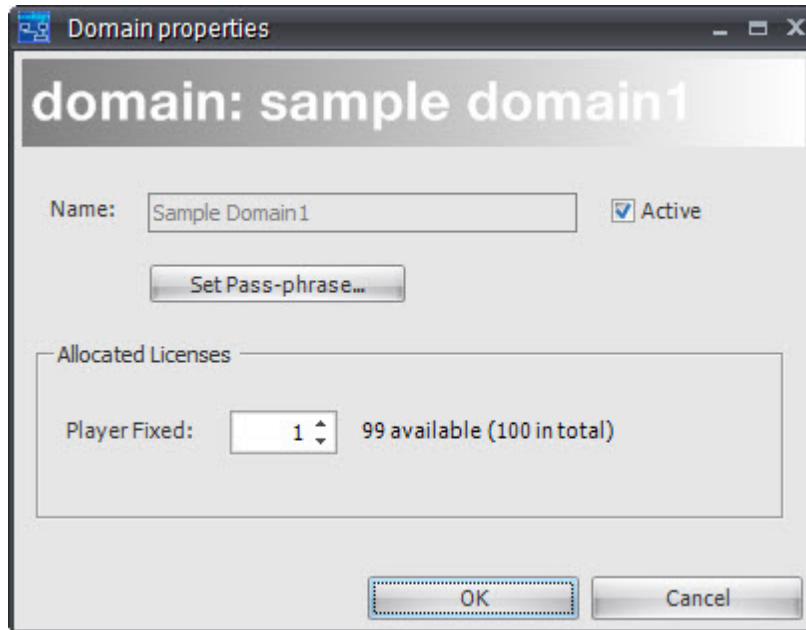 Domain properties
domain: sample domain1
Name: Sample Domain1 Active
Set Pass-phrase...
Allocated Licenses
Player Fixed: 1 99 available (100 in total)
OK Cancel